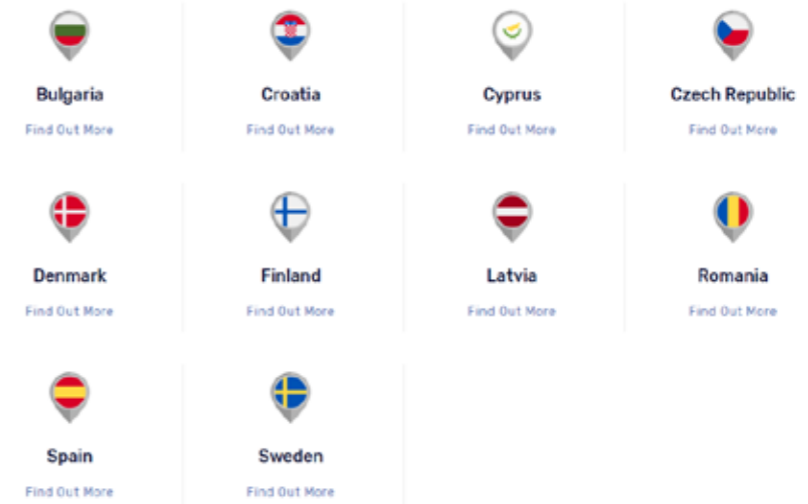 Bulgaria
Croatia
Cyprus
Czech Republic
Find Out More
Find Out More
Find Out More
Find Out More
Denmark
Finland
Latvia
Romania
Find Out More
Find Out More
Find Out More
Find Out More
Spain
Sweden
Find Out More
Find Out More